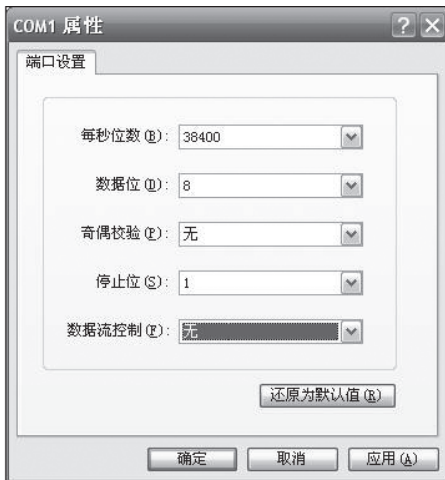 COM1 属性
端口设置
每秒位数(B): 38400
数据位(D): 8
奇偶校验(P): 无
停止位(S): 1
数据流控制(F): 无
还原为默认值(R)
确定 取消 应用(A)